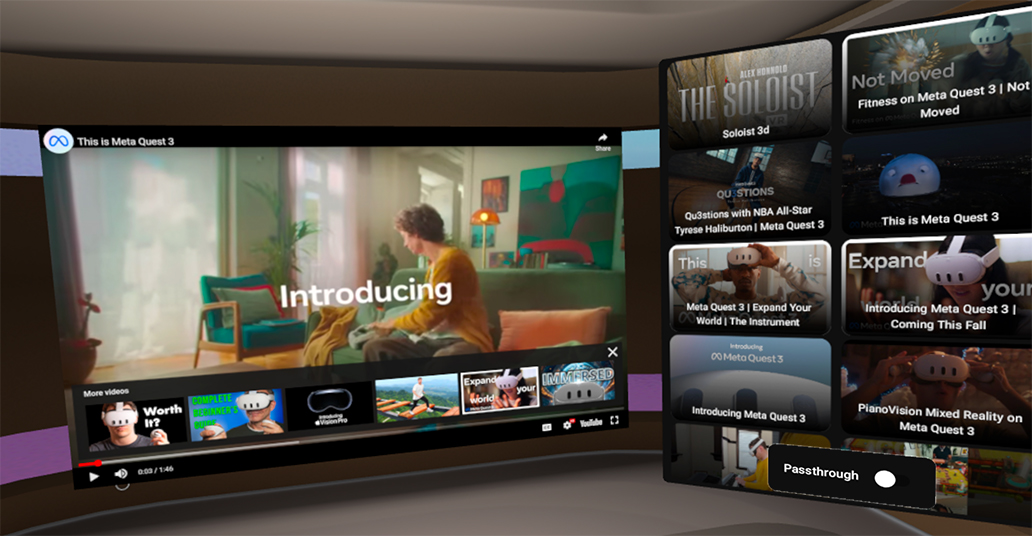 This is Meta Quest 3
Share
Introducing
More videos
Worth
It?
COMPLETE
BEGINNER'S
Introducing
Vision Pro
Expand
your
world
IMMERSED
0:03 / 1:46
YouTube
ALEX HONNOLD
THE SOLOIST
VR
Soloist 3d
Not Moved
Fitness on Meta Quest 3 | Not
Moved
QU3STIONS
Qu3stions with NBA All-Star
Tyrese Haliburton | Meta Quest 3
This is Meta Quest 3
This is
Meta Quest 3 | Expand Your
World | The Instrument
Expand
your
world
Introducing Meta Quest 3 |
Coming This Fall
Introducing
Meta Quest 3
Introducing Meta Quest 3
PianoVision Mixed Reality on
Meta Quest 3
Passthrough